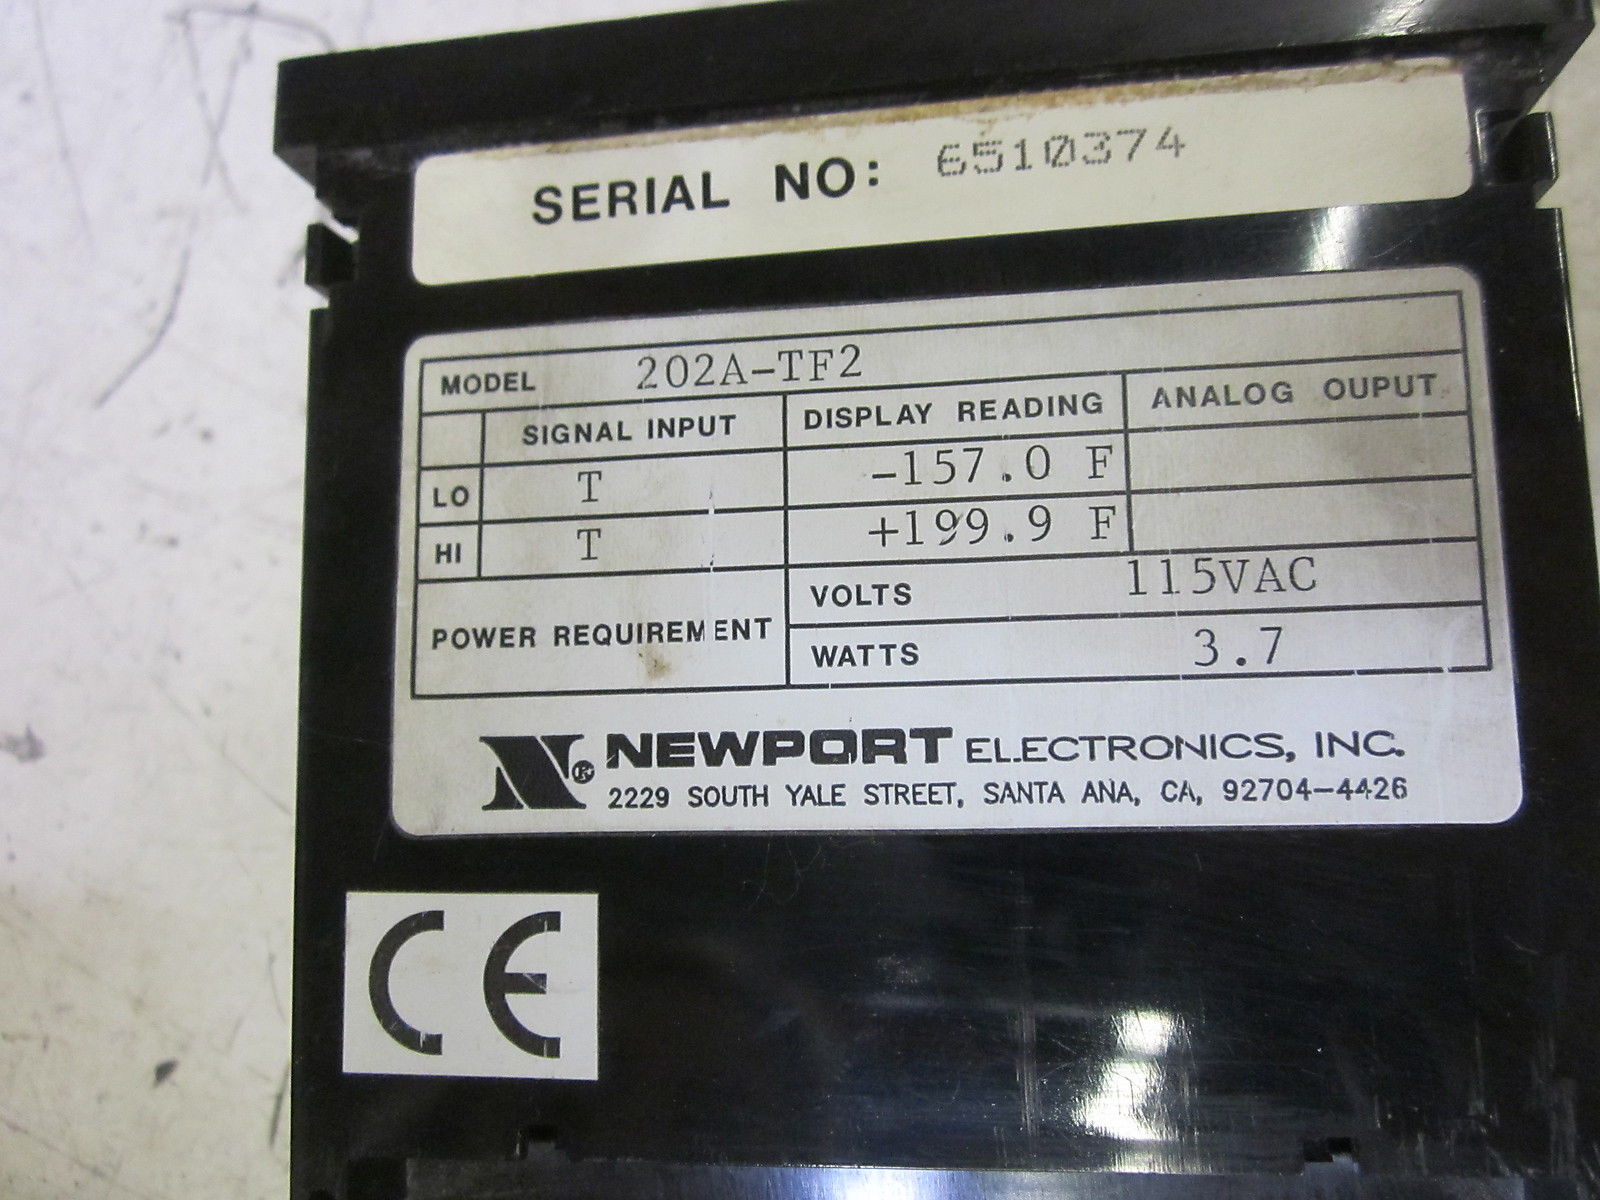 SERIAL NO: 6510374
MODEL 202A-TF2
SIGNAL INPUT DISPLAY READING ANALOG OUPUT
LO T -157.0 F
HI T +199.9 F
POWER REQUIREMENT
VOLTS 115VAC
WATTS 3.7
N® NEWPORT ELECTRONICS, INC.
2229 SOUTH YALE STREET, SANTA ANA, CA, 92704-4426
CE